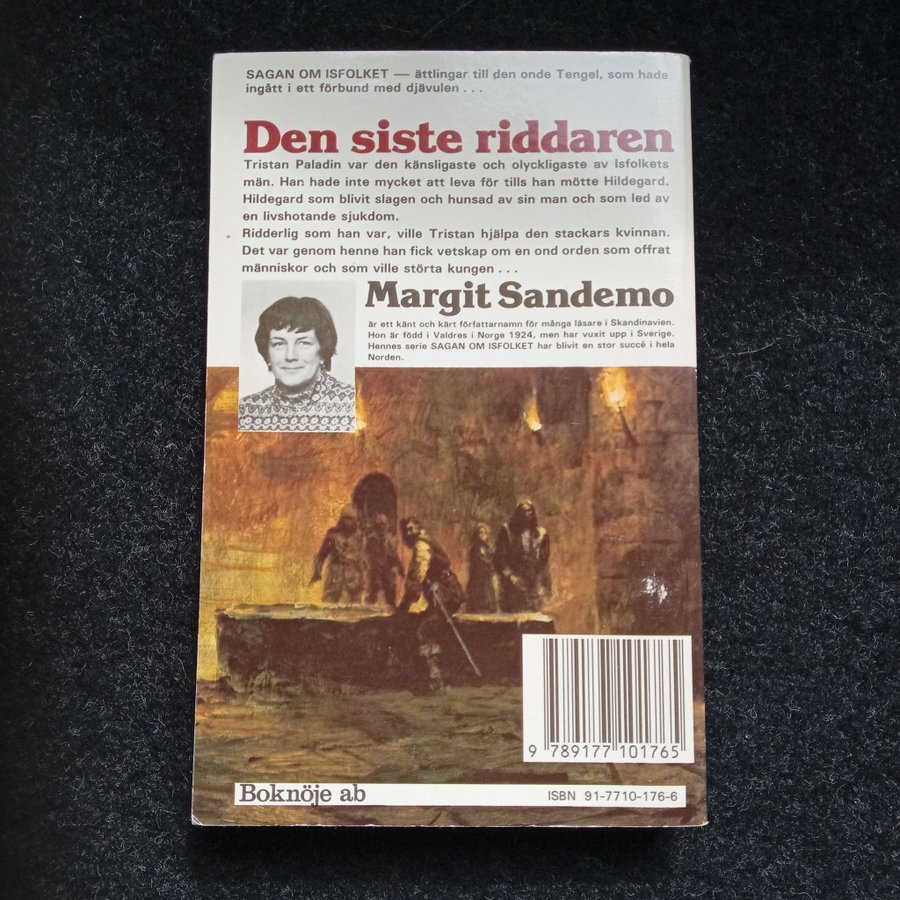 SAGAN OM ISFOLKET — ättlingar till den onde Tengel, som hade
ingått i ett förbund med djävulen . . .
Den siste riddaren
Tristan Paladin var den känsligaste och olyckligaste av Isfolkets
män. Han hade inte mycket att leva för tills han mötte Hildegard.
Hildegard som blivit slagen och hunsad av sin man och som led av
en livshotande sjukdom.
Ridderlig som han var, ville Tristan hjälpa den stackars kvinnan.
Det var genom henne han fick vetskap om en ond orden som offrat
människor och som ville störta kungen . . .
Margit Sandemo
är ett känt och kärt författarnamn för många läsare i Skandinavien.
Hon är född i Valdres i Norge 1924, men har vuxit upp i Sverige.
Hennes serie SAGAN OM ISFOLKET har blivit en stor succé i hela
Norden.
9 789177 101765
Boknöje ab
ISBN 91-7710-176-6